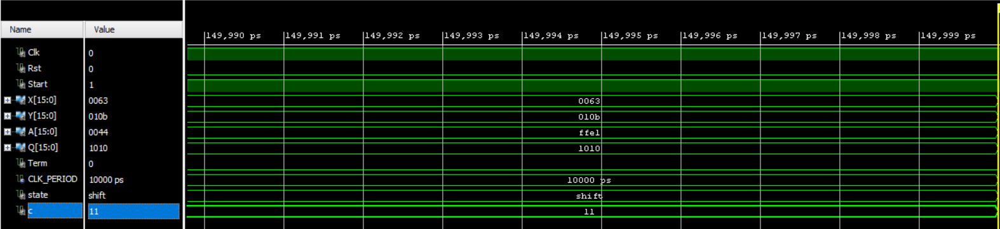 Name Value
149,990 ps 149,991 ps 149,992 ps 149,993 ps 149,994 ps 149,995 ps 149,996 ps 149,997 ps 149,998 ps 149,999 ps
Clk 0
Rst 0
Start 1
X[15:0] 0063 0063
Y[15:0] 010b 010b
A[15:0] 0044 ffe1
Q[15:0] 1010 1010
Term 0
CLK_PERIOD 10000 ps 10000 ps
state shift shift
c 11 11